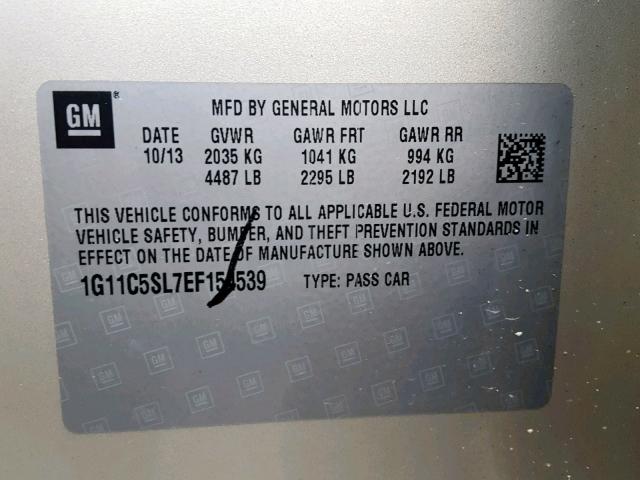 GM ®
MFD BY GENERAL MOTORS LLC
DATE GVWR GAWR FRT GAWR RR
10/13 2035 KG 1041 KG 994 KG
4487 LB 2295 LB 2192 LB
THIS VEHICLE CONFORMS TO ALL APPLICABLE U.S. FEDERAL MOTOR
VEHICLE SAFETY, BUMPER, AND THEFT PREVENTION STANDARDS IN
EFFECT ON THE DATE OF MANUFACTURE SHOWN ABOVE.
1G11C5SL7EF154539 TYPE: PASS CAR